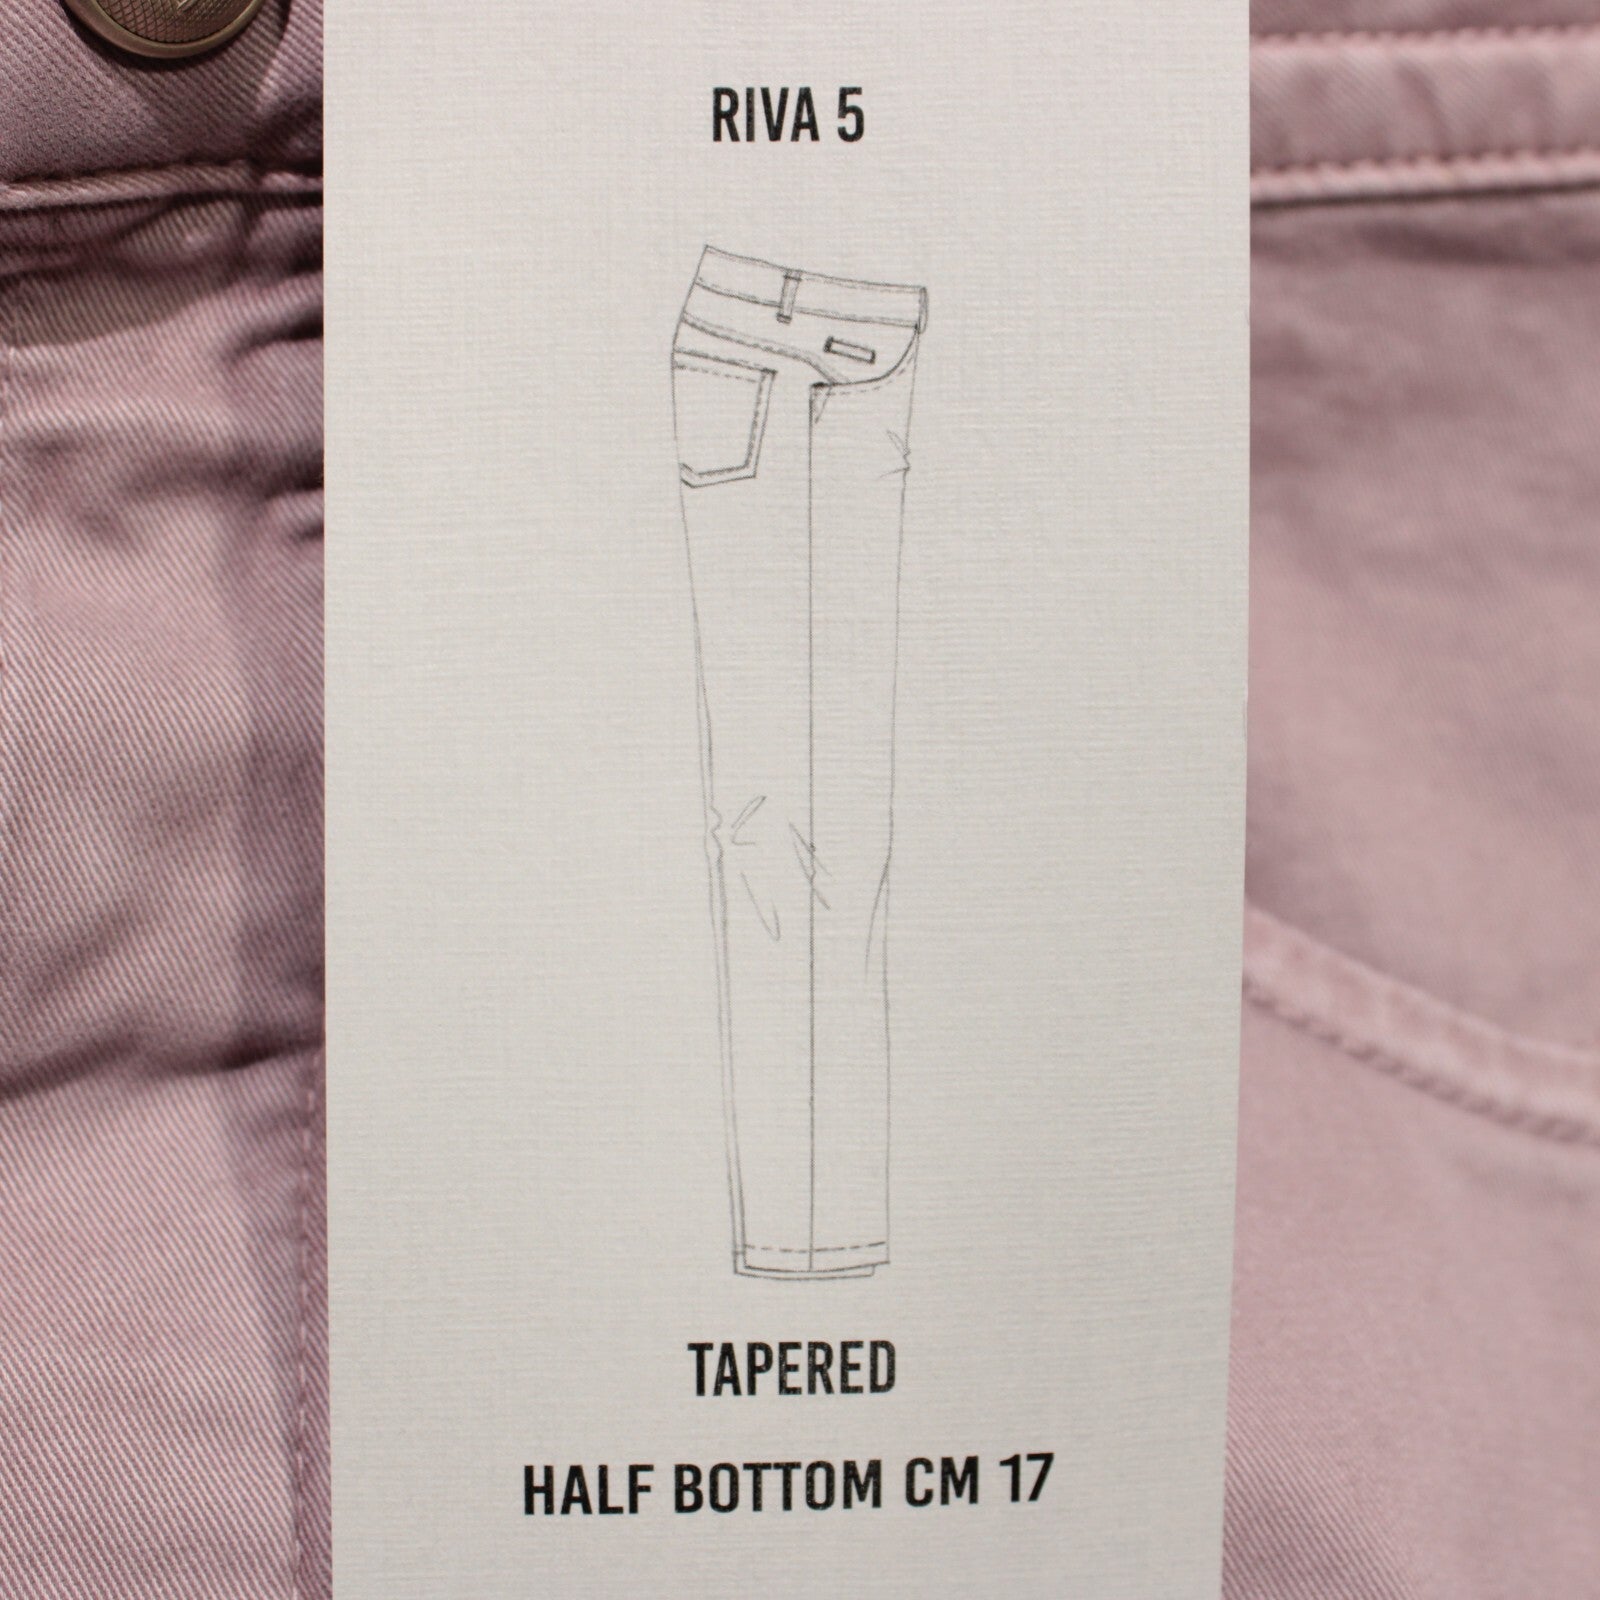 RIVA 5
TAPERED
HALF BOTTOM CM 17